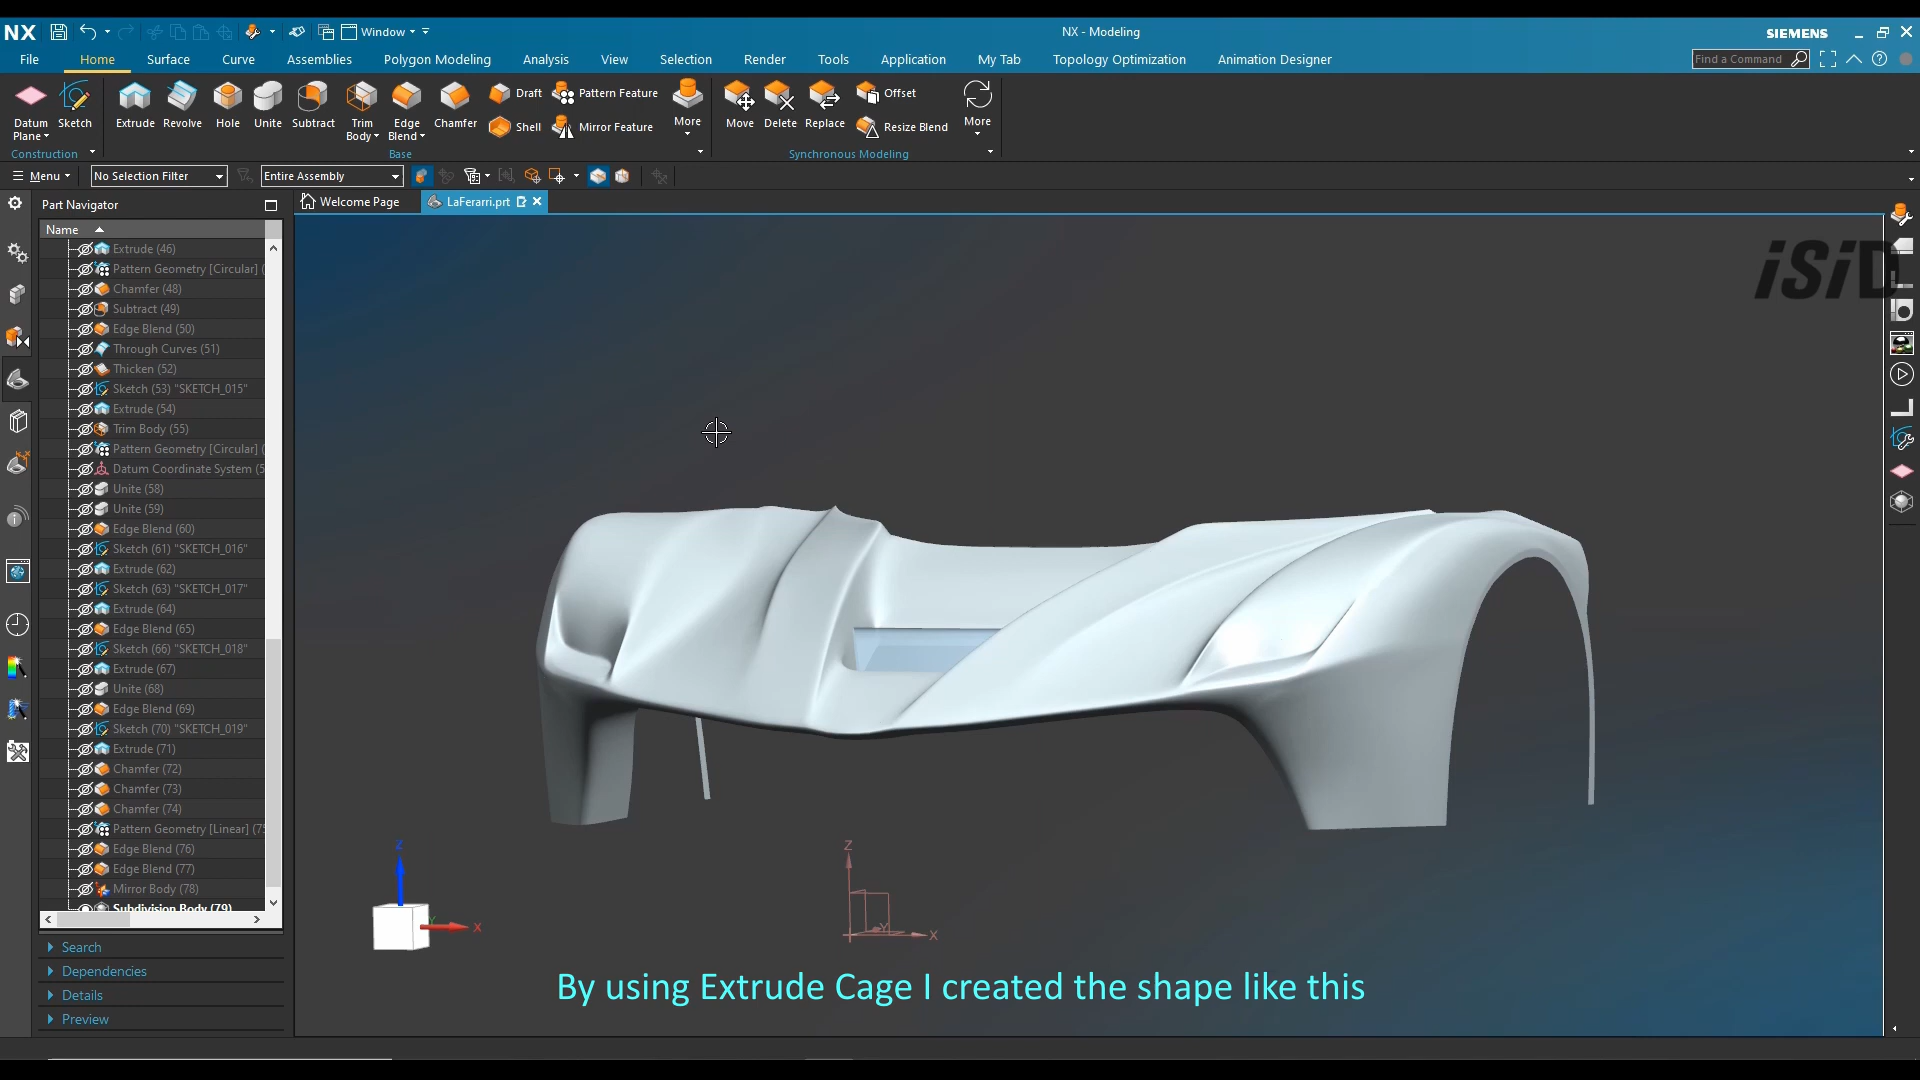 NX
Window
NX - Modeling
SIEMENS
File
Home
Surface
Curve
Assemblies
Polygon Modeling
Analysis
View
Selection
Render
Tools
Application
My Tab
Topology Optimization
Animation Designer
Find a Command
Datum
Plane
Sketch
Extrude
Revolve
Hole
Unite
Subtract
Trim
Body
Edge
Blend
Chamfer
Draft
Shell
Pattern Feature
Mirror Feature
More
Move
Delete
Replace
Offset
Resize Blend
More
Construction
Base
Synchronous Modeling
Menu
No Selection Filter
Entire Assembly
Part Navigator
Welcome Page
LaFerarri.prt
Name
Extrude (46)
Pattern Geometry [Circular] (
Chamfer (48)
Subtract (49)
Edge Blend (50)
Through Curves (51)
Thicken (52)
Sketch (53) "SKETCH_015"
Extrude (54)
Trim Body (55)
Pattern Geometry [Circular] (
Datum Coordinate System (5
Unite (58)
Unite (59)
Edge Blend (60)
Sketch (61) "SKETCH_016"
Extrude (62)
Sketch (63) "SKETCH_017"
Extrude (64)
Edge Blend (65)
Sketch (66) "SKETCH_018"
Extrude (67)
Unite (68)
Edge Blend (69)
Sketch (70) "SKETCH_019"
Extrude (71)
Chamfer (72)
Chamfer (73)
Chamfer (74)
Pattern Geometry [Linear] (75
Edge Blend (76)
Edge Blend (77)
Mirror Body (78)
Subdivision Body (79)
Search
Dependencies
Details
Preview
iSiD
Z
Y
X
Z
Y
X
By using Extrude Cage I created the shape like this